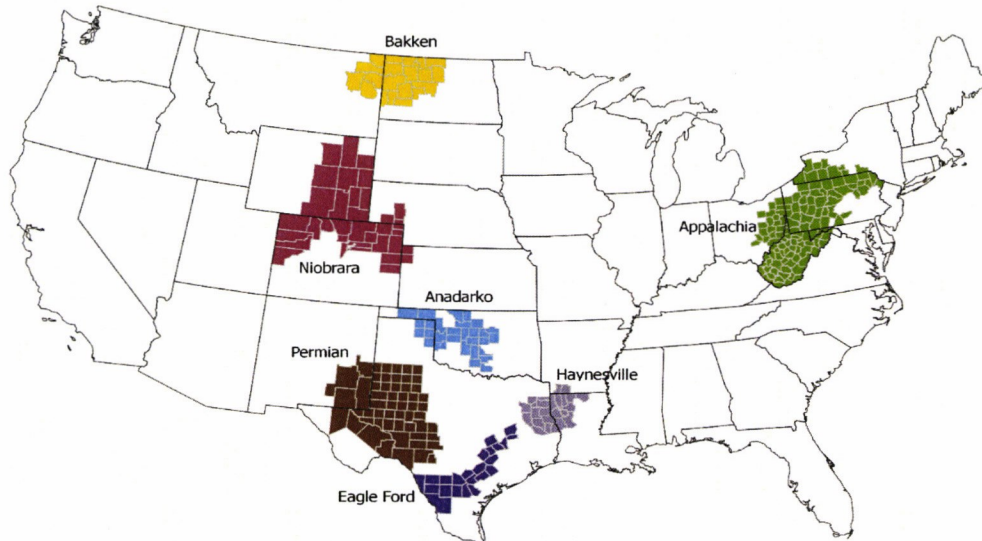 Bakken
Appalachia
Niobrara
Anadarko
Permian
Haynesville
Eagle Ford